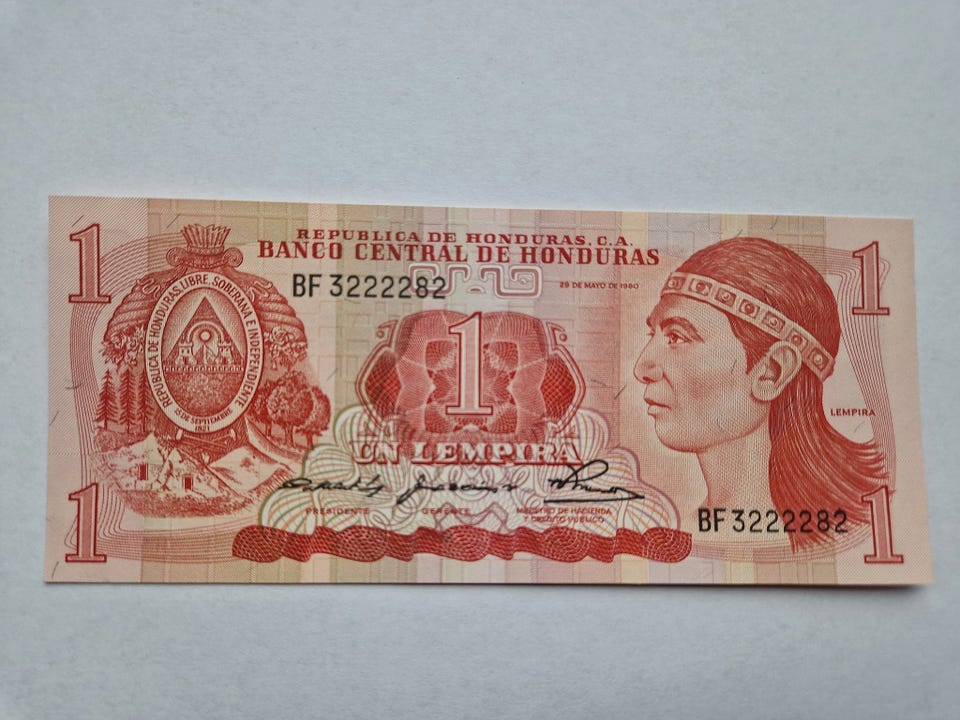 1
1
REPUBLICA DE HONDURAS, C.A.
BANCO CENTRAL DE HONDURAS
BF 3222282
29 DE MAYO DE 1980
REPUBLICA DE HONDURAS, LIBRE, SOBERANA E INDEPENDIENTE
15 DE SEPTIEMBRE
1821
1
UN LEMPIRA
LEMPIRA
PRESIDENTE
GERENTE
MINISTRO DE HACIENDA
Y CREDITO PUBLICO
BF 3222282
1
1